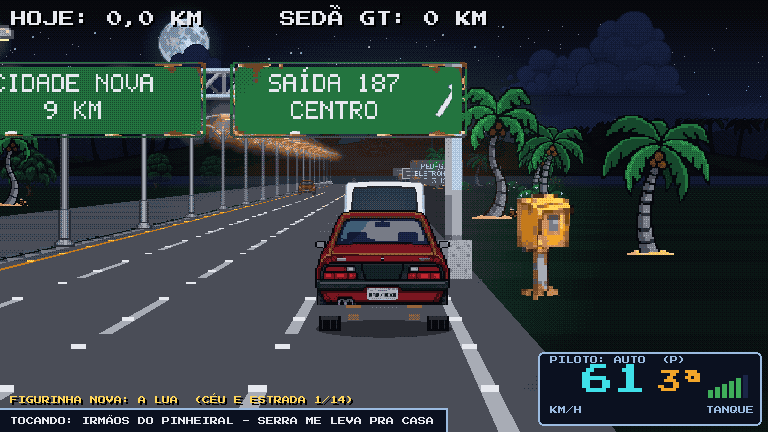 HOJE: 0,0 KM
SEDÃ GT: 0 KM
CIDADE NOVA
9 KM
SAÍDA 187
CENTRO
PILOTO: AUTO (P)
61 3ª
KM/H
TANQUE
FIGURINHA NOVA: A LUA (CÉU E ESTRADA 1/14)
TOCANDO: IRMÃOS DO PINHEIRAL - SERRA ME LEVA PRA CASA